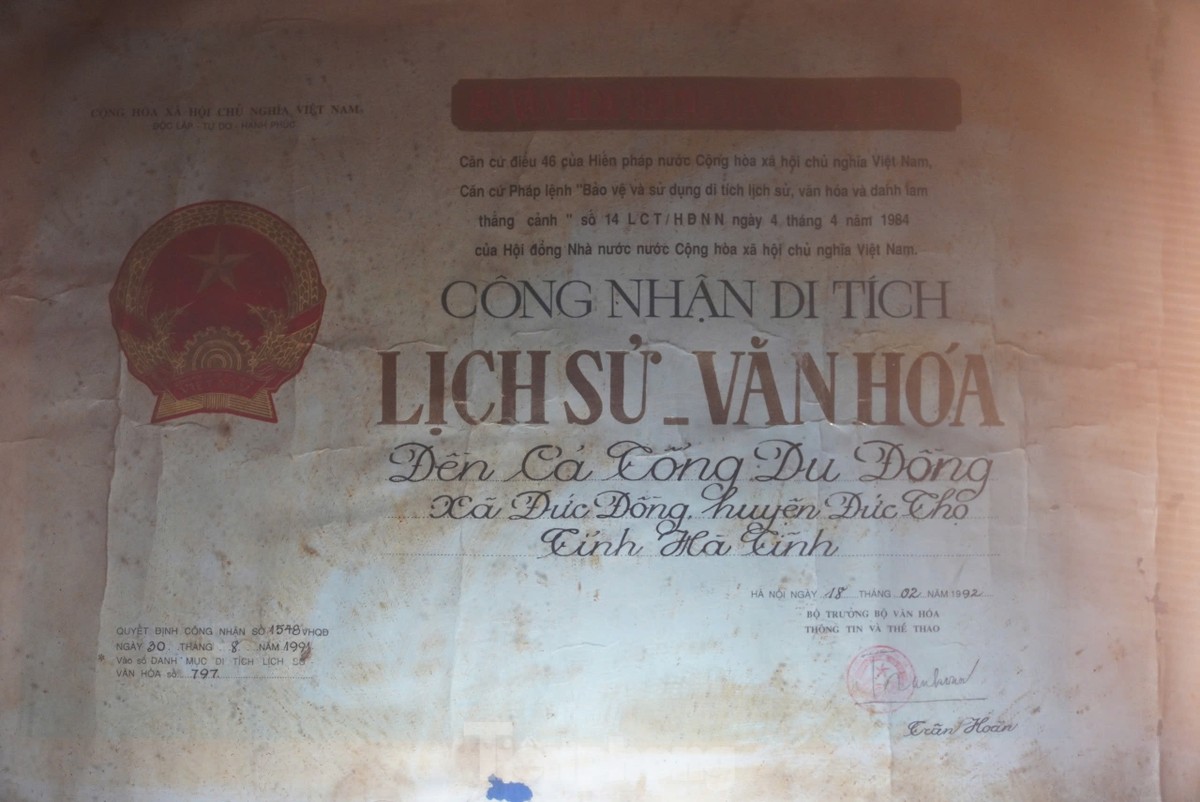 CỘNG HÒA XÃ HỘI CHỦ NGHĨA VIỆT NAM
ĐỘC LẬP - TỰ DO - HẠNH PHÚC
Căn cứ điều 46 của Hiến pháp nước Cộng hòa xã hội chủ nghĩa Việt Nam,
Căn cứ Pháp lệnh "Bảo vệ và sử dụng di tích lịch sử, văn hóa và danh lam
thắng cảnh" số 14 LCT/HĐNN ngày 4 tháng 4 năm 1984
của Hội đồng Nhà nước nước Cộng hòa xã hội chủ nghĩa Việt Nam.
CÔNG NHẬN DI TÍCH
LỊCH SỬ - VĂN HÓA
Đền Cả Tổng Du Đồng
Xã Đức Đồng, huyện Đức Thọ
Tỉnh Hà Tĩnh
HÀ NỘI NGÀY 18 THÁNG 02 NĂM 1992
BỘ TRƯỞNG BỘ VĂN HÓA
THÔNG TIN VÀ THỂ THAO
Trần Hoàn
QUYẾT ĐỊNH CÔNG NHẬN SỐ 1548 VHQĐ
NGÀY 30 THÁNG 8 NĂM 1991
Vào sổ DANH MỤC DI TÍCH LỊCH SỬ
VĂN HÓA số 797